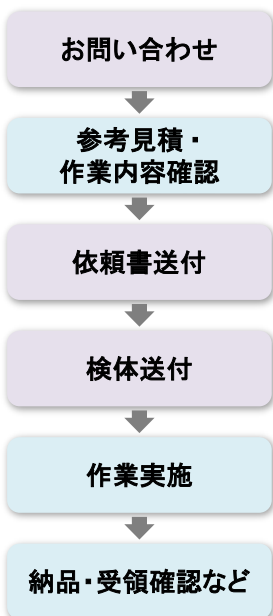 お問い合わせ
参考見積・
作業内容確認
依頼書送付
検体送付
作業実施
納品・受領確認など